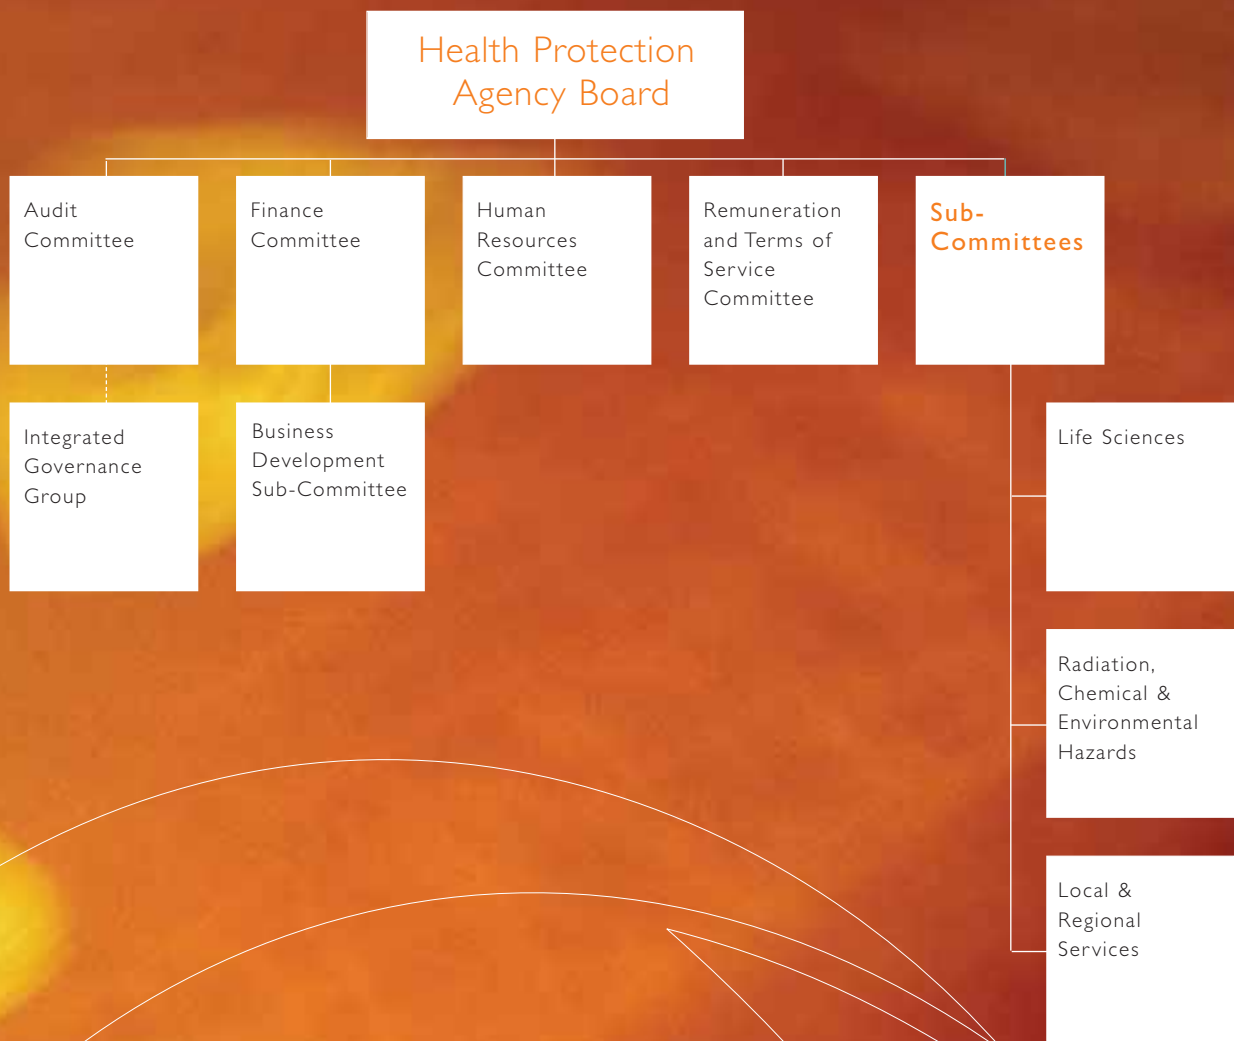 Health Protection
Agency Board
Audit
Committee
Finance
Committee
Human
Resources
Committee
Remuneration
and Terms of
Service
Committee
Sub-
Committees
Integrated
Governance
Group
Business
Development
Sub-Committee
Life Sciences
Radiation,
Chemical &
Environmental
Hazards
Local &
Regional
Services